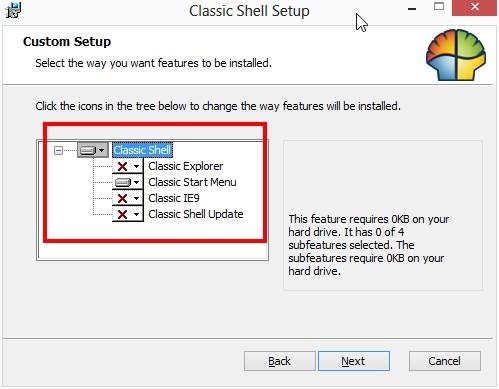 Classic Shell Setup
Custom Setup
Select the way you want features to be installed.
Click the icons in the tree below to change the way features will be installed.
Classic Shell
Classic Explorer
Classic Start Menu
Classic IE9
Classic Shell Update
This feature requires 0KB on your
hard drive. It has 0 of 4
subfeatures selected. The
subfeatures require 0KB on your
hard drive.
Back
Next
Cancel